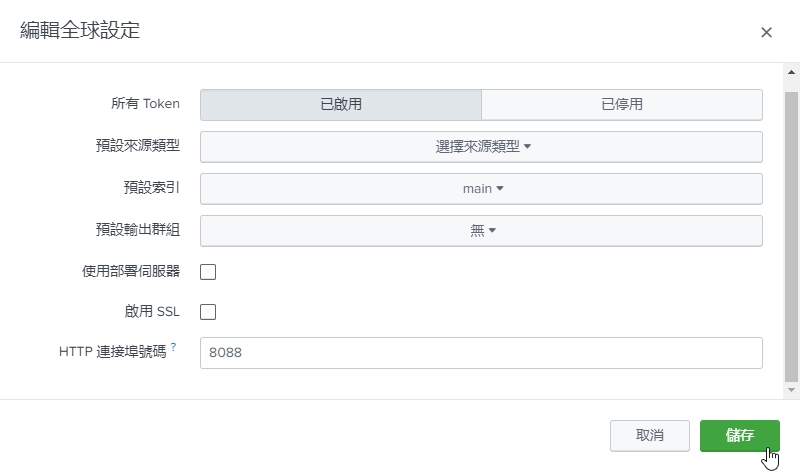 編輯全球設定
×
所有 Token 已啟用 已停用
預設來源類型 選擇來源類型
預設索引 main
預設輸出群組 無
使用部署伺服器
啟用 SSL
HTTP 連接埠號碼 ? 8088
取消 儲存